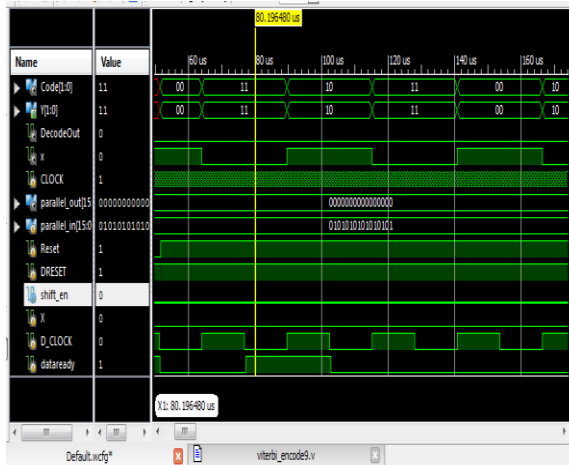 80.196480 us
Name Value 60 us 80 us 100 us 120 us 140 us 160 us
Code[1:0] 11 00 11 10 11 00 10
Y[1:0] 11 00 11 10 11 00 10
DecodeOut 0
x 0
CLOCK 1
parallel_out[15 00000000000 0000000000000000
parallel_in[15:0 01010101010 0101010101010101
Reset 1
DRESET 1
shift_en 0
X 0
D_CLOCK 0
dataready 1
X1: 80.196480 us
Default.wcfg* viterbi_encode9.v